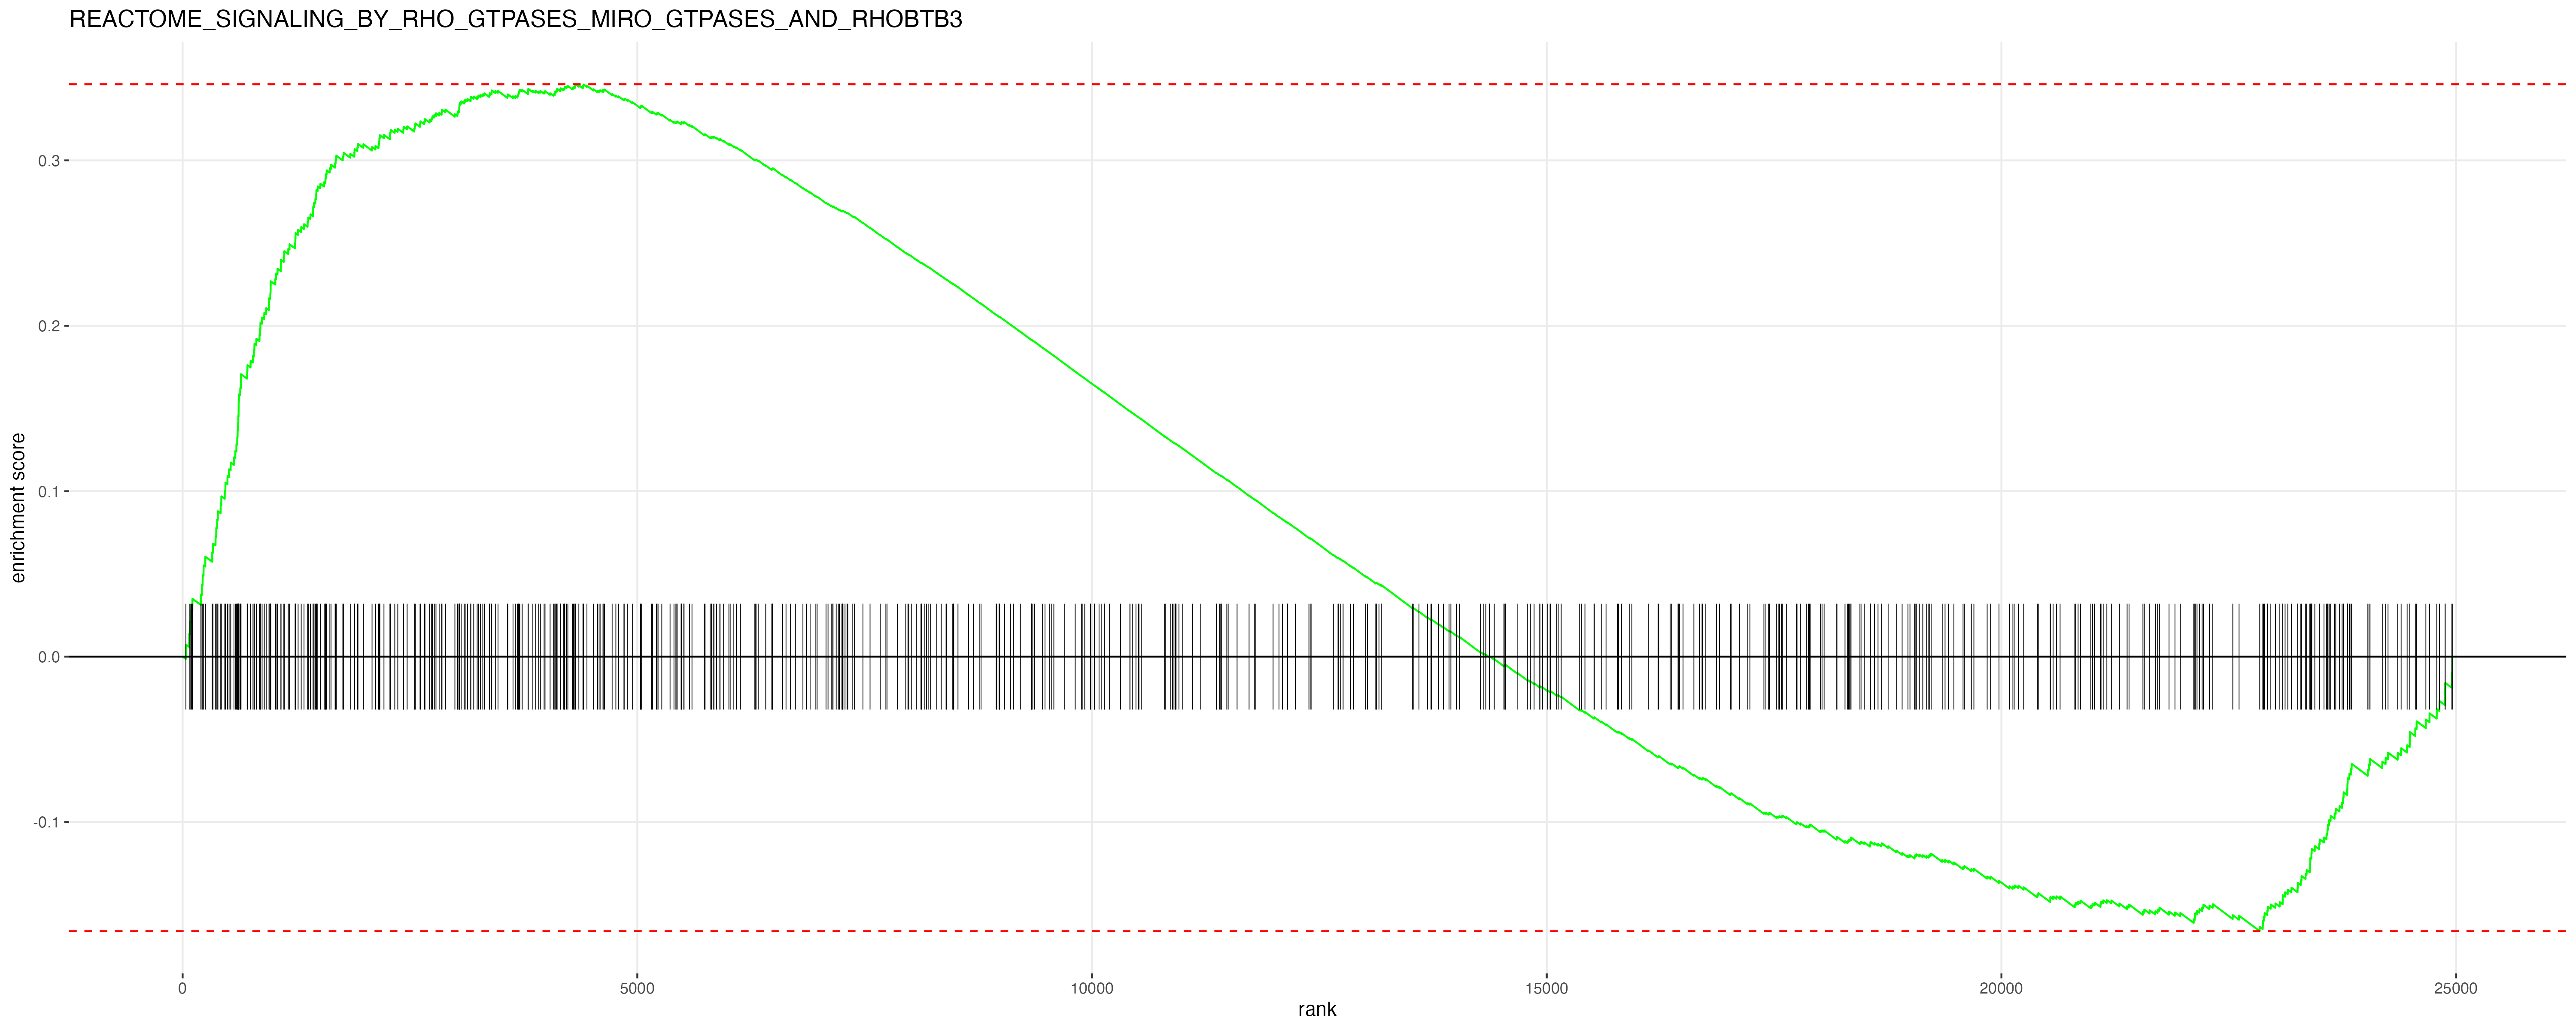 REACTOME_SIGNALING_BY_RHO_GTPASES_MIRO_GTPASES_AND_RHOBTB3
0.3
0.2
0.1
0.0
-0.1
enrichment score
0 5000 10000 15000 20000 25000
rank